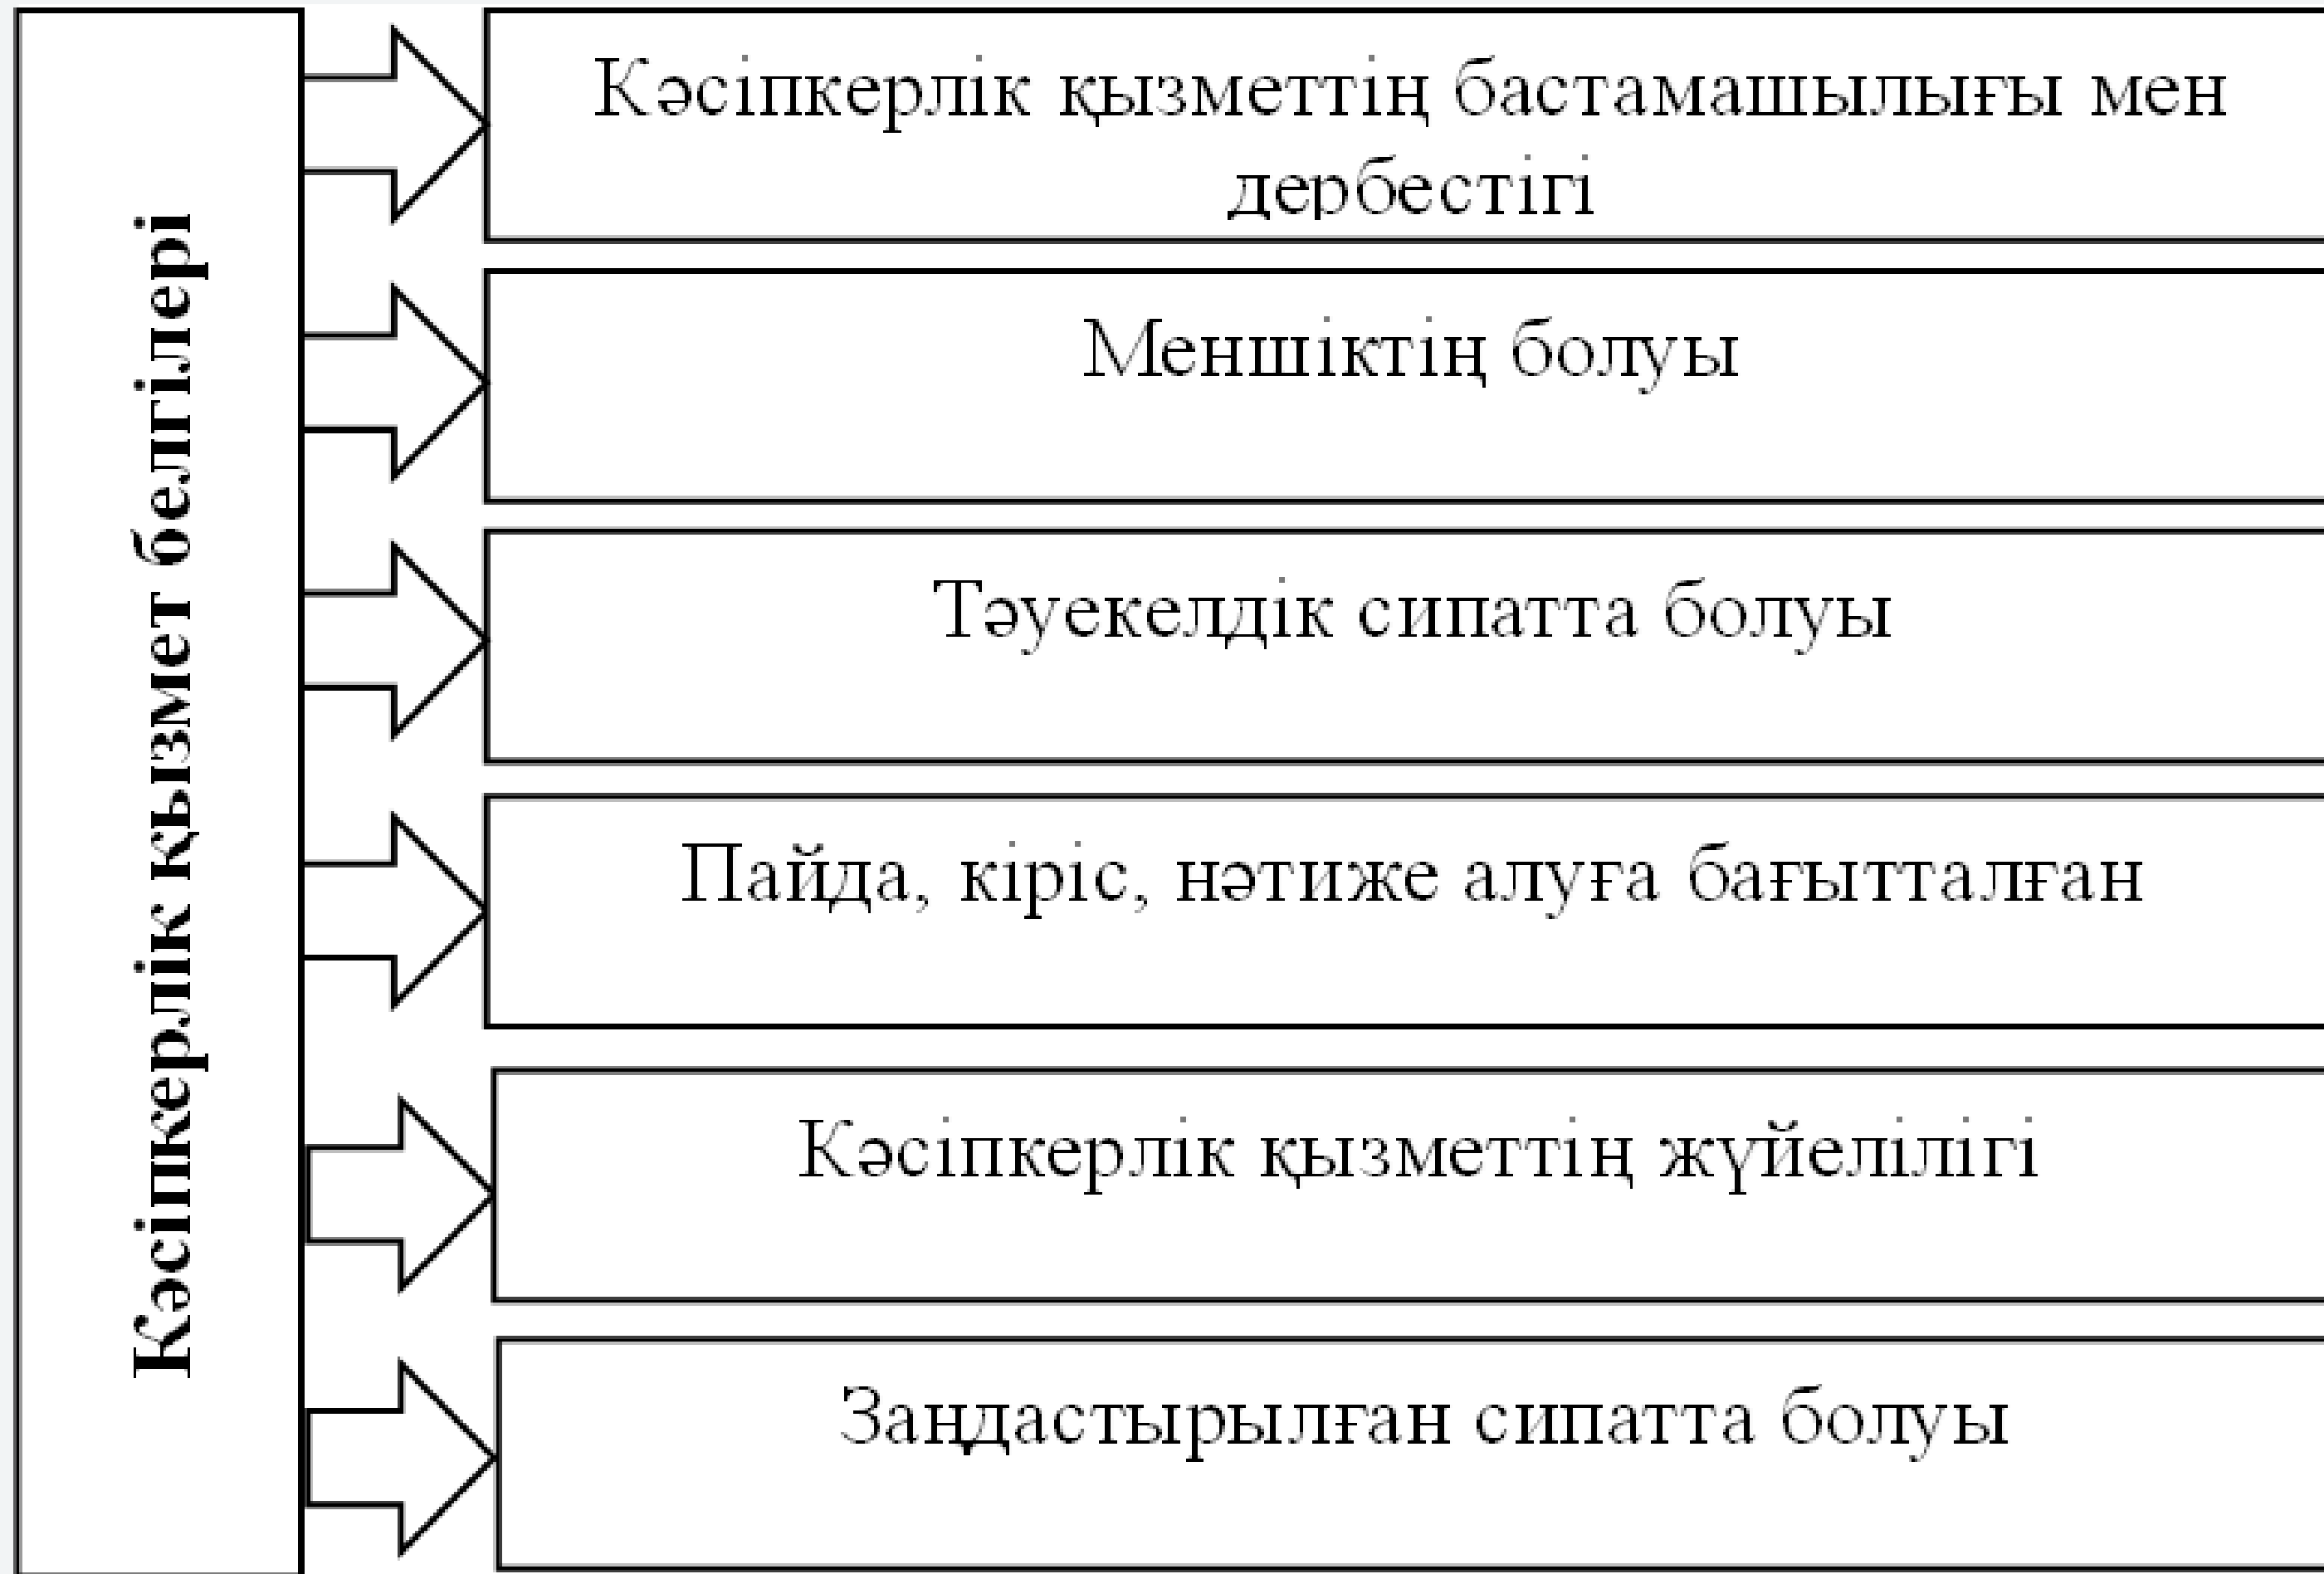 Кәсіпкерлік қызмет белгілері
Кәсіпкерлік қызметтің бастамашылығы мен
дербестігі
Меншіктің болуы
Тәуекелдік сипатта болуы
Пайда, кіріс, нәтиже алуға бағытталған
Кәсіпкерлік қызметтің жүйелілігі
Заңдастырылған сипатта болуы